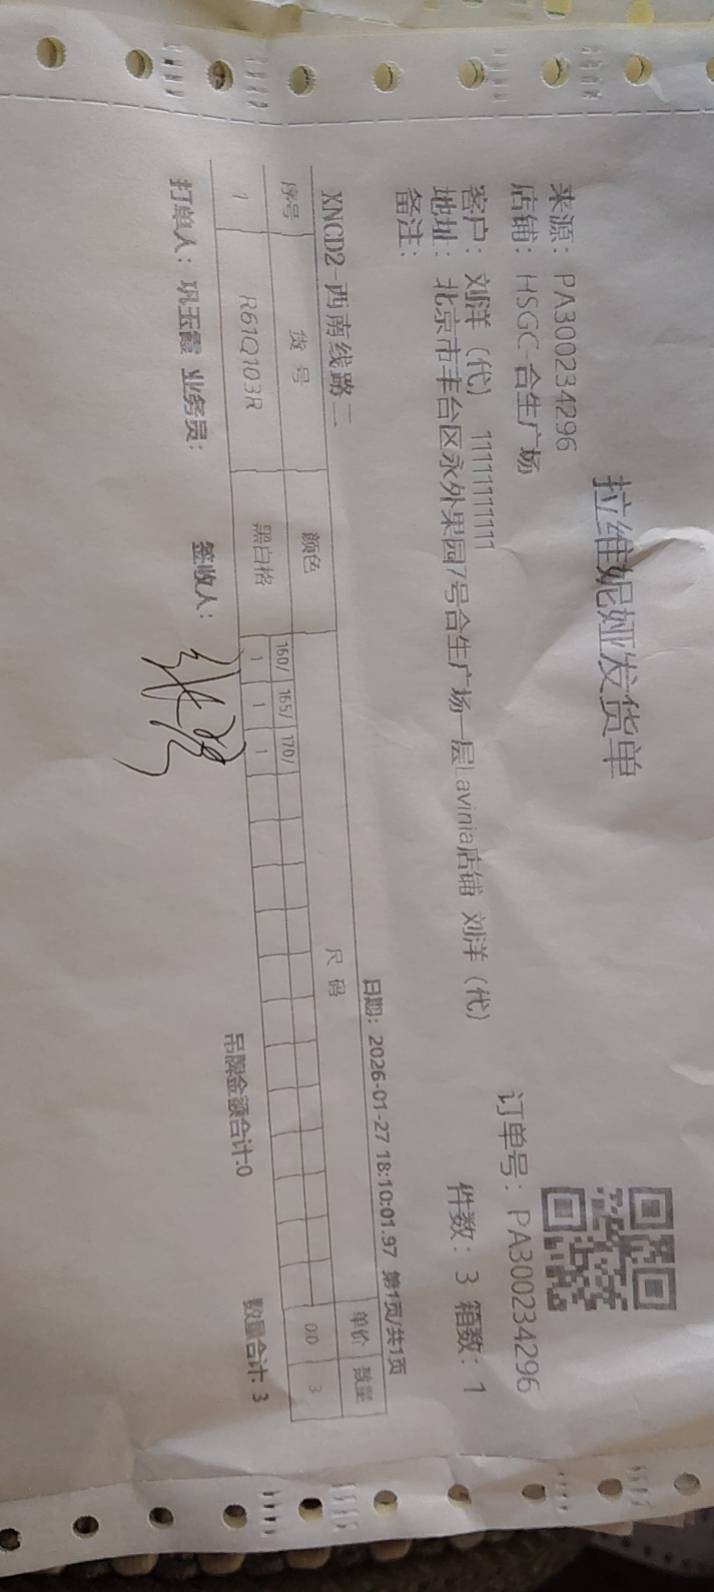 拉维妮娅发货单
来源：PA300234296
订单号：PA300234296
店铺：HSGC-合生广场
客户：刘洋（代） 11111111111
件数：3 箱数：1
地址：北京市丰台区永外果园7号合生广场一层Lavinia店铺 刘洋（代）
备注：
XNCD2-西南线路二
日期：2026-01-27 18:10:01.97 第1页/共1页
序号 货号 颜色 尺码 单价 数量
160/ 165/ 170/
1 R61Q103R 黑白格 1 1 1 00 3
打单人：巩玉霞 业务员： 签收人： 吊牌金额合计:0 数量合计: 3